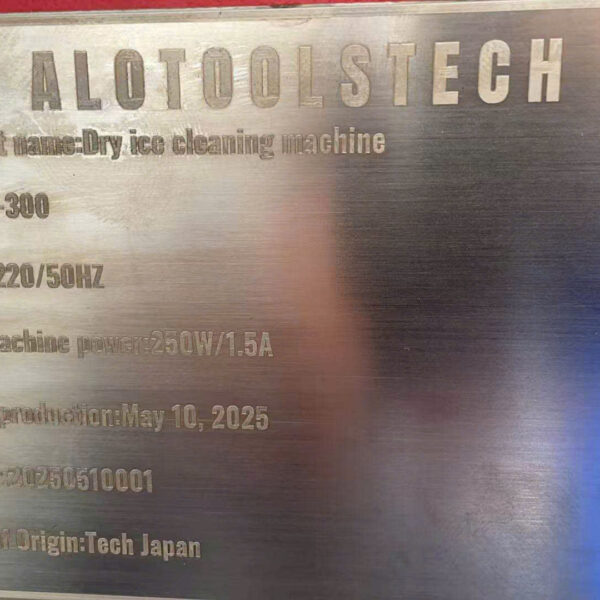 ALOTOOLSTECH
t name:Dry ice cleaning machine
-300
220/50HZ
achine power:250W/1.5A
production:May 10, 2025
:20250510001
f Origin:Tech Japan